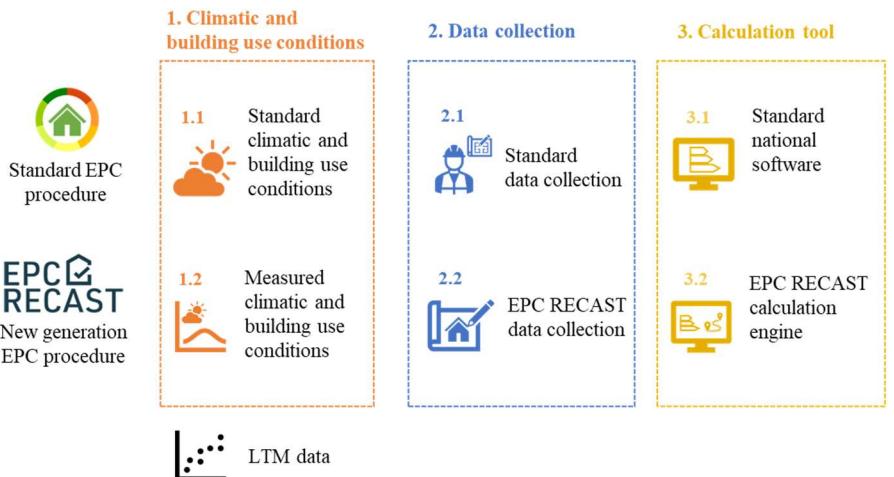 1. Climatic and
building use conditions
2. Data collection
3. Calculation tool
Standard EPC
procedure
1.1
Standard
climatic and
building use
conditions
2.1
Standard
data collection
3.1
Standard
national
software
EPC
RECAST
New generation
EPC procedure
1.2
Measured
climatic and
building use
conditions
2.2
EPC RECAST
data collection
3.2
EPC RECAST
calculation
engine
LTM data